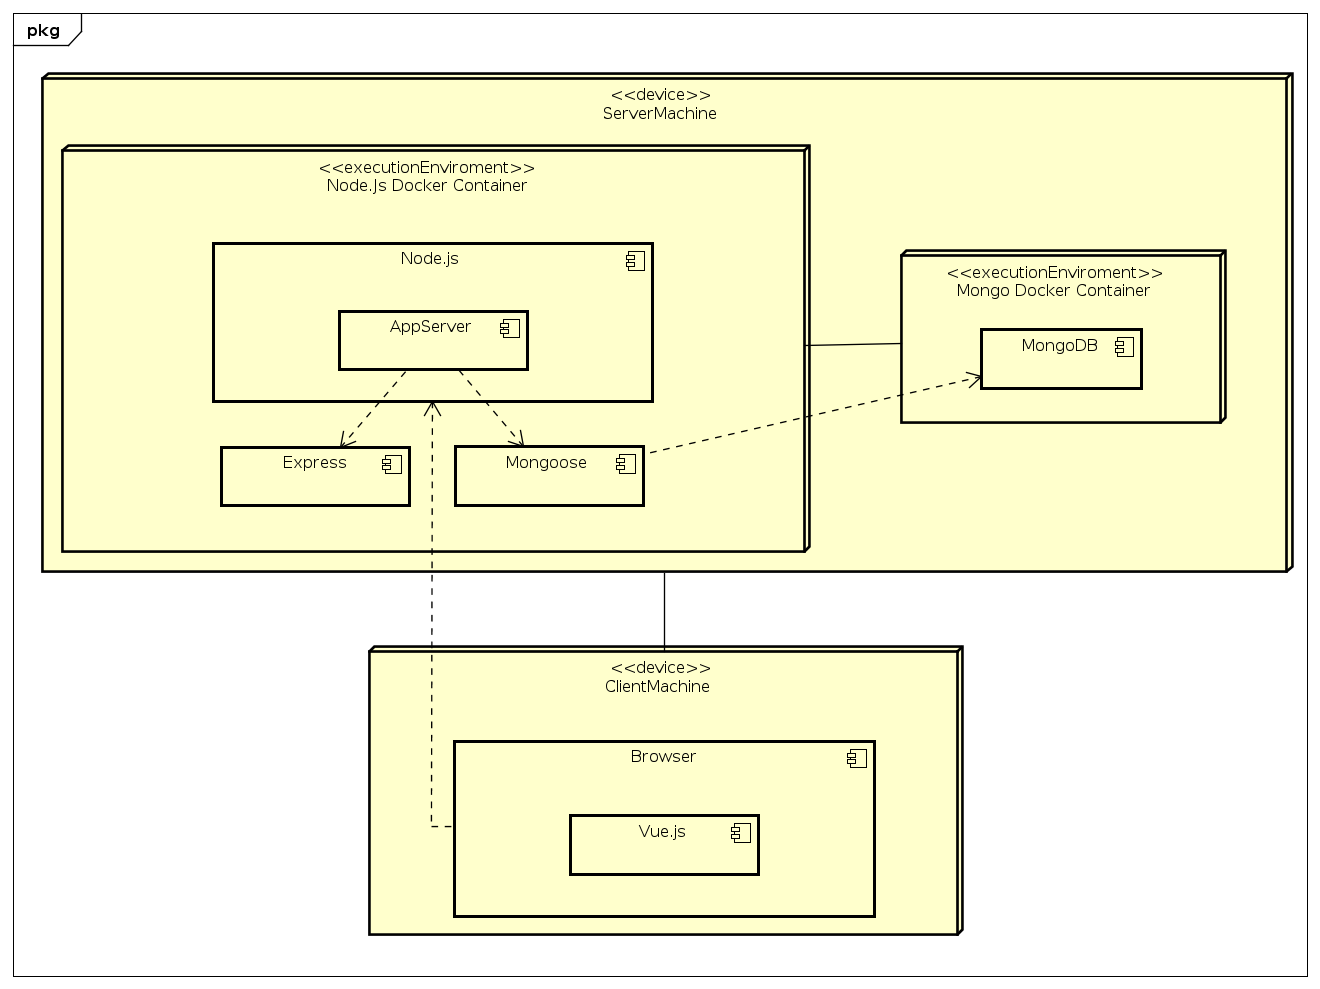 pkg
<<device>>
ServerMachine
<<executionEnviroment>>
Node.Js Docker Container
Node.js
AppServer
Express
Mongoose
<<executionEnviroment>>
Mongo Docker Container
MongoDB
<<device>>
ClientMachine
Browser
Vue.js